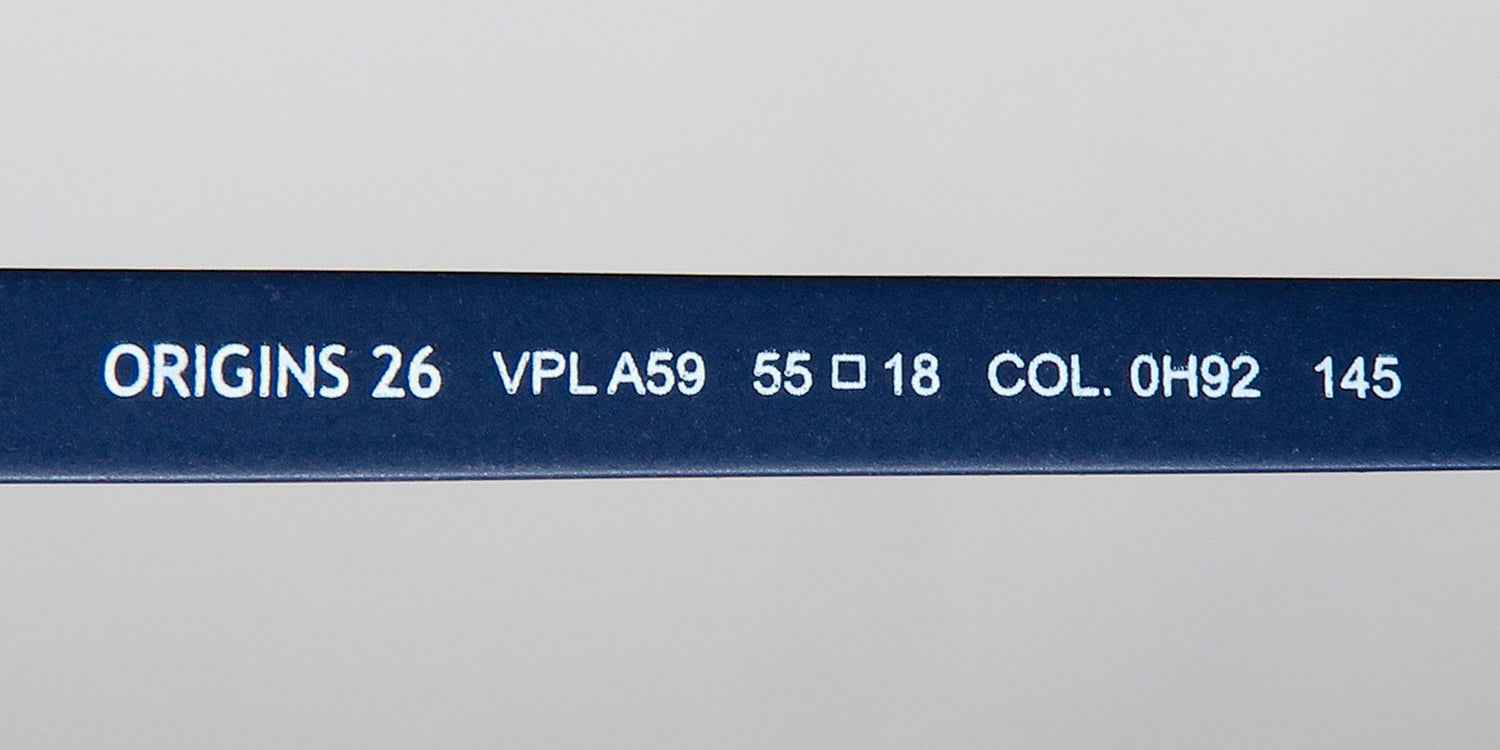 ORIGINS 26 VPL A59 55 □ 18 COL. 0H92 145